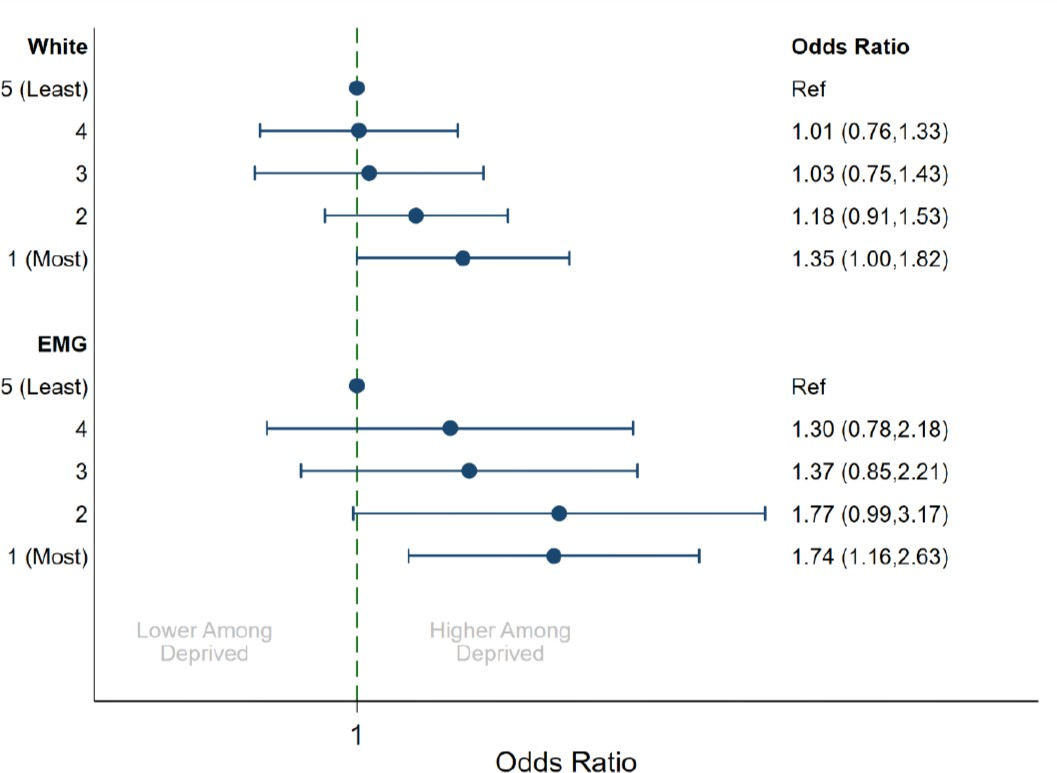 White Odds Ratio
5 (Least) Ref
4 1.01 (0.76,1.33)
3 1.03 (0.75,1.43)
2 1.18 (0.91,1.53)
1 (Most) 1.35 (1.00,1.82)
EMG
5 (Least) Ref
4 1.30 (0.78,2.18)
3 1.37 (0.85,2.21)
2 1.77 (0.99,3.17)
1 (Most) 1.74 (1.16,2.63)
Lower Among Higher Among
Deprived Deprived
1
Odds Ratio